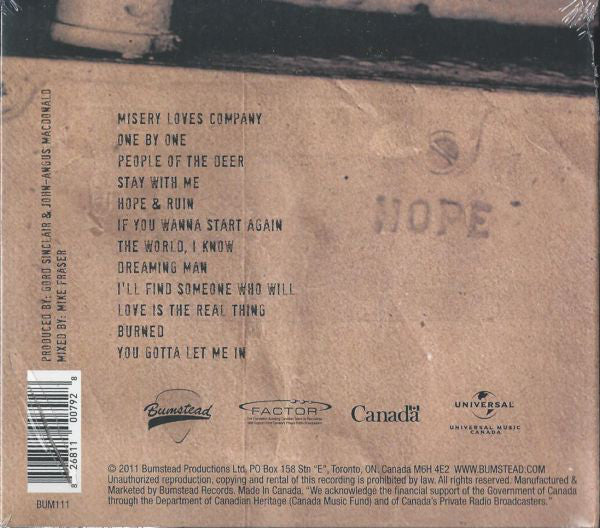 MISERY LOVES COMPANY
ONE BY ONE
PEOPLE OF THE DEER
STAY WITH ME
HOPE & RUIN
IF YOU WANNA START AGAIN
THE WORLD, I KNOW
DREAMING MAN
I'LL FIND SOMEONE WHO WILL
LOVE IS THE REAL THING
BURNED
YOU GOTTA LET ME IN
HOPE
PRODUCED BY: GORD SINCLAIR & JOHN-ANGUS MACDONALD
MIXED BY: MIKE FRASER
8 26811 00792 8
BUM111
Bumstead
FACTOR
Canada
UNIVERSAL
UNIVERSAL MUSIC
CANADA
© 2011 Bumstead Productions Ltd, PO Box 158 Stn "E", Toronto, ON, Canada M6H 4E2 WWW.BUMSTEAD.COM
Unauthorized reproduction, copying and rental of this recording is prohibited by law. All rights reserved. Manufactured &
Marketed by Bumstead Records. Made In Canada. "We acknowledge the financial support of the Government of Canada
through the Department of Canadian Heritage (Canada Music Fund) and of Canada's Private Radio Broadcasters."